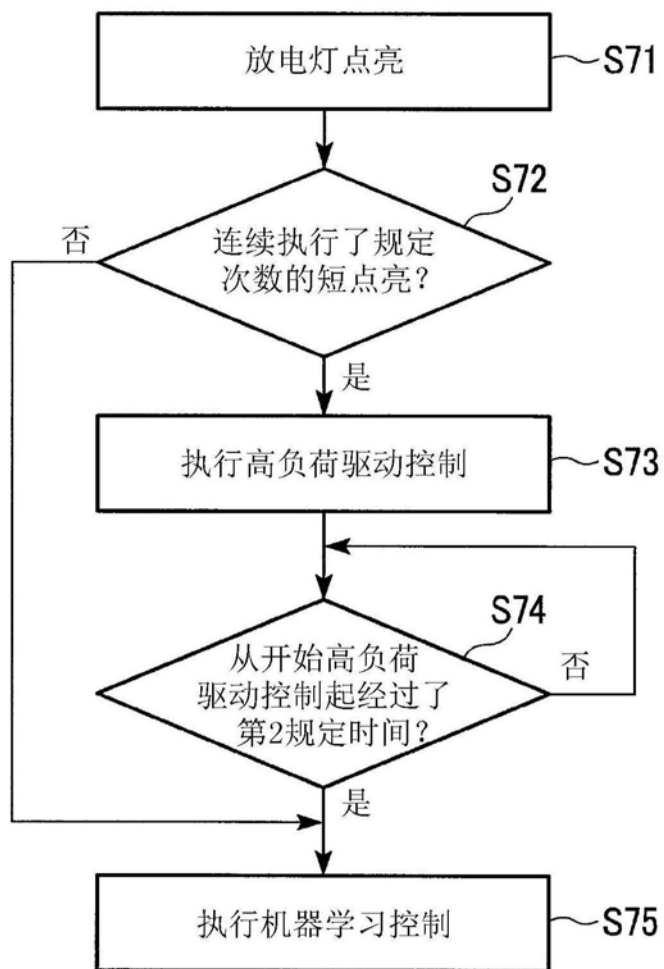 放电灯点亮
S71
S72
否
连续执行了规定
次数的短点亮?
是
执行高负荷驱动控制
S73
S74
从开始高负荷
驱动控制起经过了
第2规定时间?
否
是
执行机器学习控制
S75